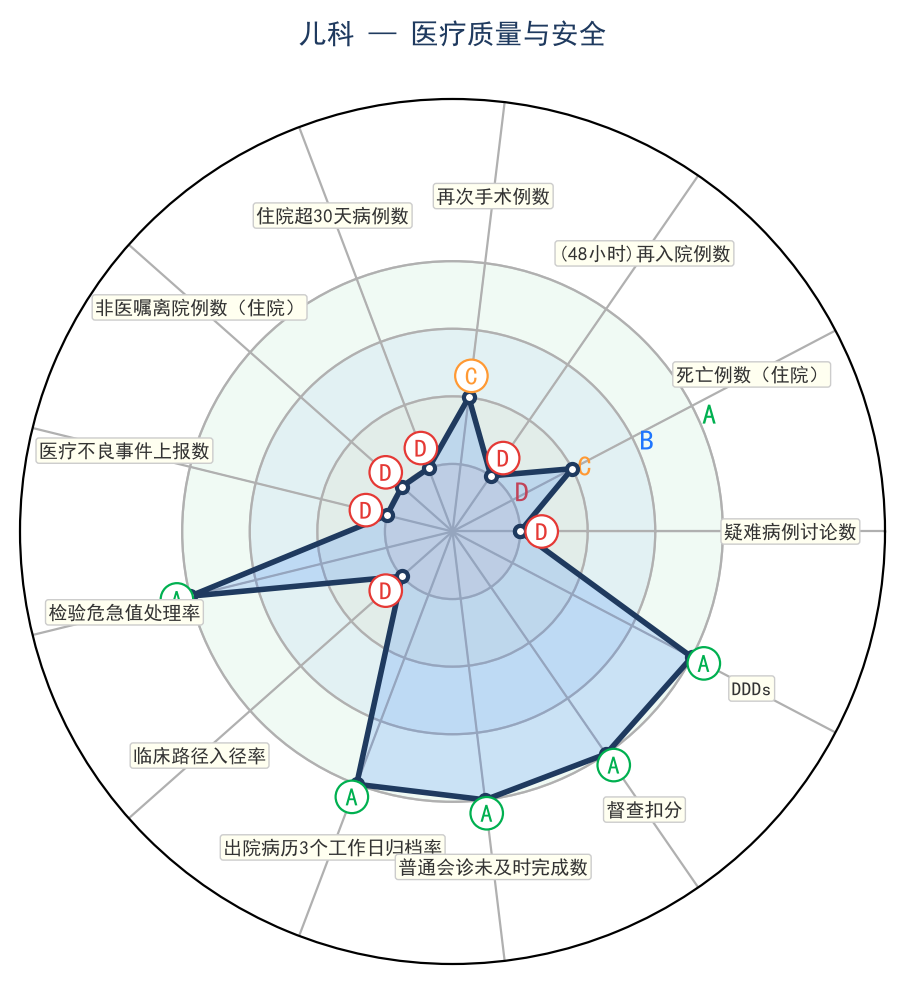 儿科 — 医疗质量与安全
再次手术例数
住院超30天病例数
(48小时)再入院例数
非医嘱离院例数（住院）
死亡例数（住院）
C
A
B
医疗不良事件上报数
D
D
D
C
D
D
D
疑难病例讨论数
D
A
检验危急值处理率
A
DDDs
临床路径入径率
A
A
A
督查扣分
出院病历3个工作日归档率
普通会诊未及时完成数